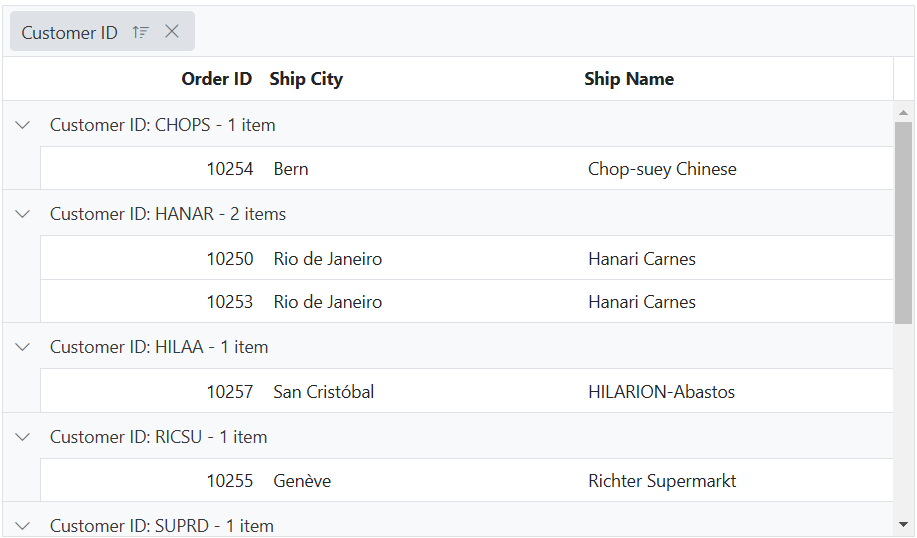 Customer ID
Order ID Ship City Ship Name
Customer ID: CHOPS - 1 item
10254 Bern Chop-suey Chinese
Customer ID: HANAR - 2 items
10250 Rio de Janeiro Hanari Carnes
10253 Rio de Janeiro Hanari Carnes
Customer ID: HILAA - 1 item
10257 San Cristóbal HILARION-Abastos
Customer ID: RICSU - 1 item
10255 Genève Richter Supermarkt
Customer ID: SUPRD - 1 item